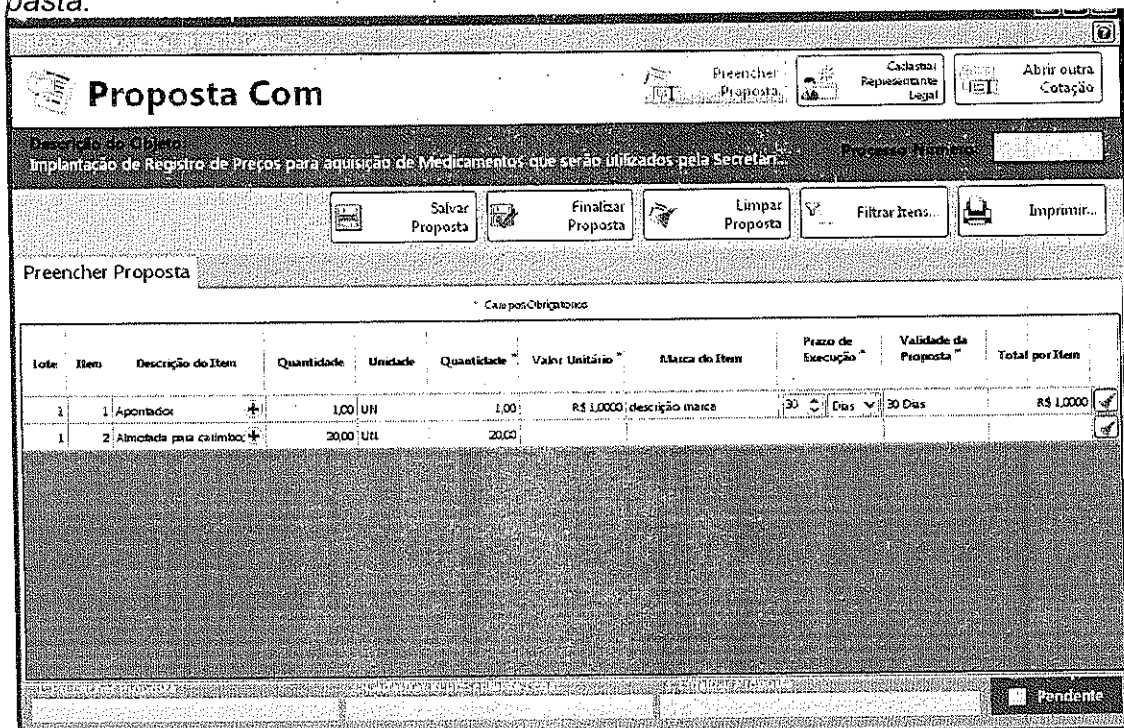 pasta.
Proposta Com
Preencher Proposta
Cadastrar Representante Legal
Abrir outra Cotação
Descrição do Objeto
Implantação de Registro de Preços para aquisição de Medicamentos que serão utilizados pela Secretari...
Processo Número:
Salvar Proposta
Finalizar Proposta
Limpar Proposta
Filtrar Itens...
Imprimir...
Preencher Proposta
* Campos Obrigatorios
Lote Item Descrição do Item Quantidade Unidade Quantidade * Valor Unitário * Marca do Item Prazo de Execução * Validade da Proposta * Total por Item
1 1 Apontador + 1,00 UN 1,00 R$ 1,0000 descrição marca 30 Dias 30 Dias R$ 1,0000
1 2 Almofada para carimbo; + 20,00 UN 20,00
Pendente